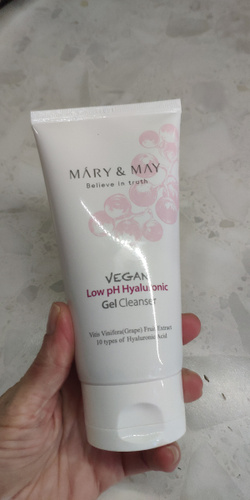 MARY & MAY
Believe in truth
VEGAN
Low pH Hyaluronic
Gel Cleanser
Vitis Vinifera(Grape) Fruit Extract
10 types of Hyaluronic Acid